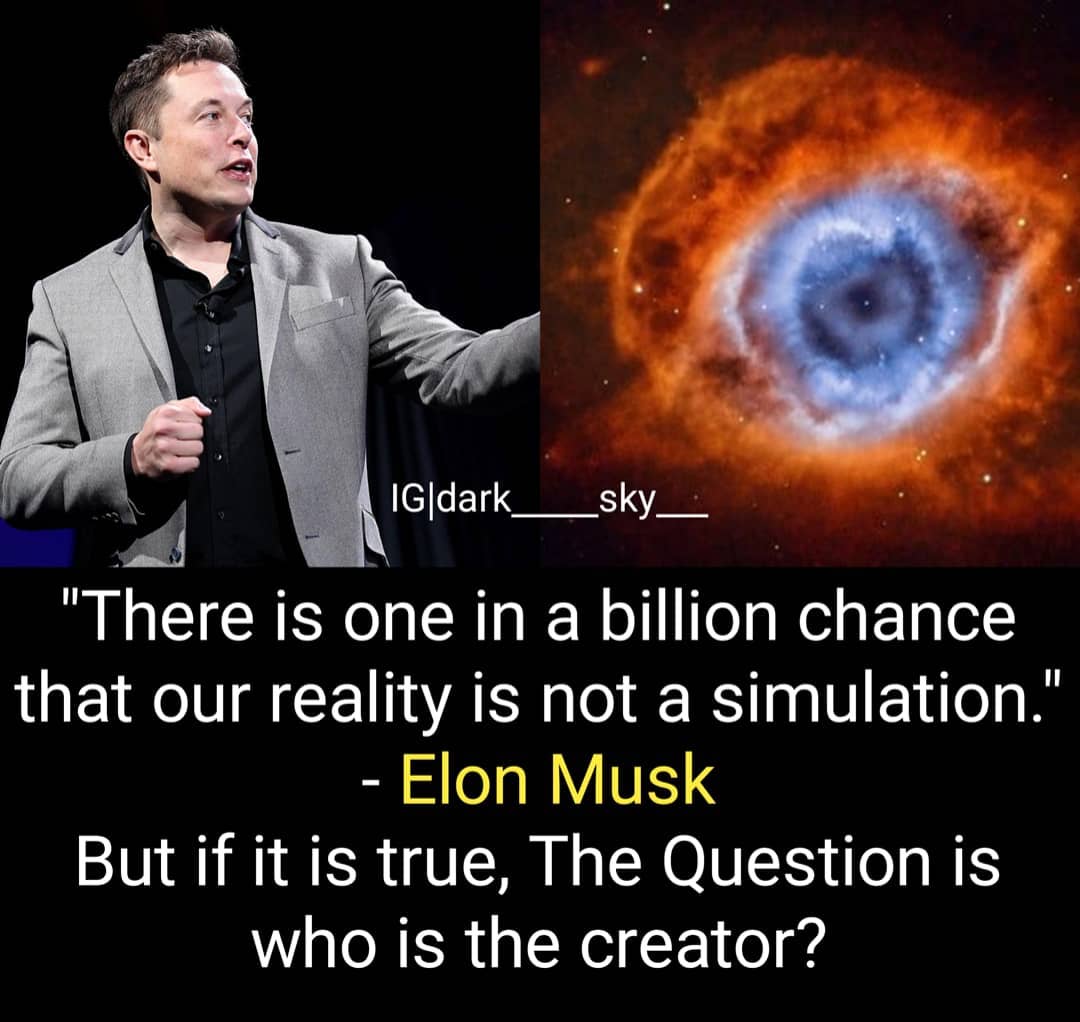 IG|dark____sky__
"There is one in a billion chance
that our reality is not a simulation."
- Elon Musk
But if it is true, The Question is
who is the creator?